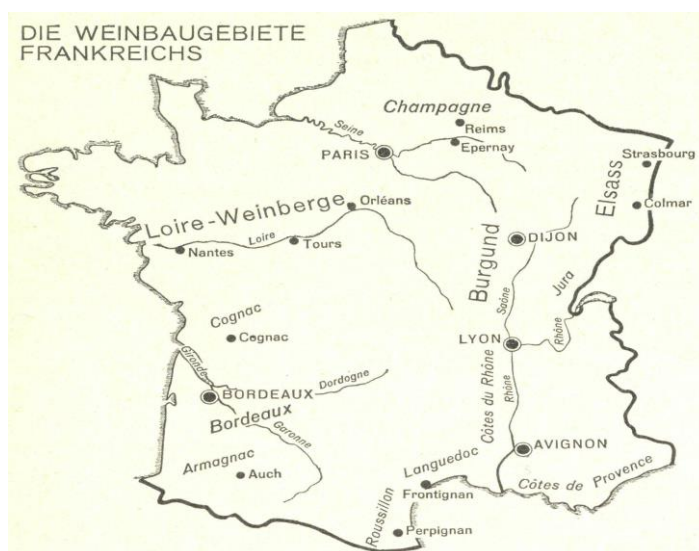 DIE WEINBAUGEBIETE
FRANKREICHS
Champagne
Reims
Seine
Epernay
PARIS
Strasbourg
Elsass
Colmar
Orléans
Loire-Weinberge
Loire
Tours
Nantes
Burgund
DIJON
Saône
Jura
Cognac
Cognac
LYON
Rhône
Gironde
BORDEAUX
Dordogne
Bordeaux
Garonne
Côtes du Rhône
Rhône
AVIGNON
Armagnac
Auch
Languedoc
Frontignan
Côtes de Provence
Roussillon
Perpignan